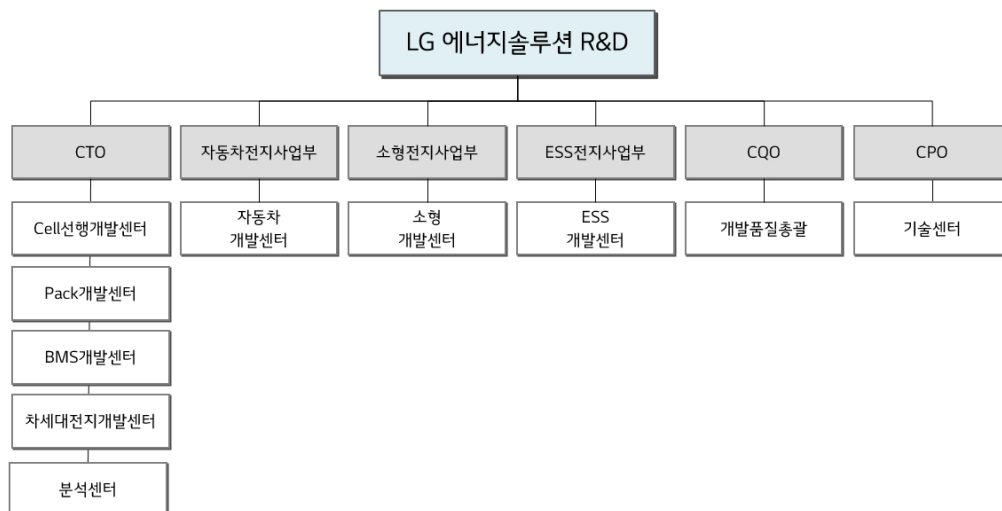 LG 에너지솔루션 R&D
CTO
자동차전지사업부
소형전지사업부
ESS전지사업부
CQO
CPO
Cell선행개발센터
자동차
개발센터
소형
개발센터
ESS
개발센터
개발품질총괄
기술센터
Pack개발센터
BMS개발센터
차세대전지개발센터
분석센터